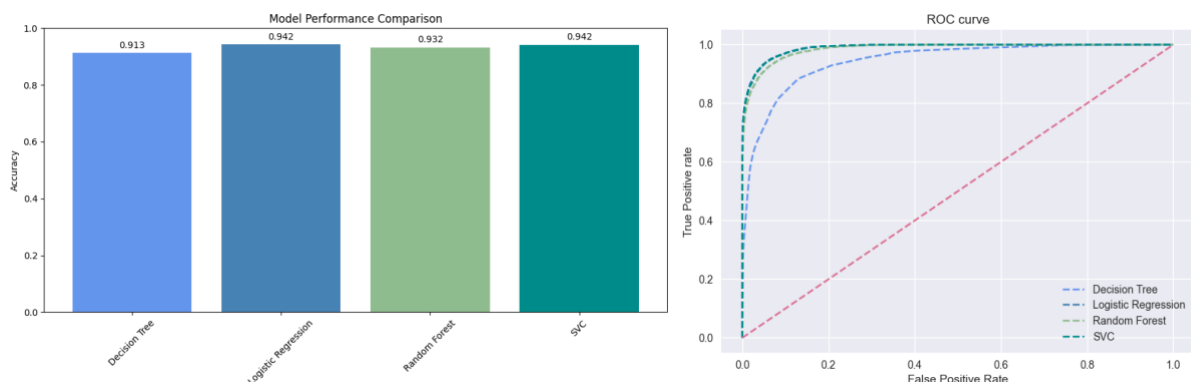 Model Performance Comparison
1.0
0.8
0.6
0.4
0.2
0.0
Accuracy
0.913
0.942
0.932
0.942
Decision Tree
Logistic Regression
Random Forest
SVC
ROC curve
1.0
0.8
0.6
0.4
0.2
0.0
True Positive rate
Decision Tree
Logistic Regression
Random Forest
SVC
0.0
0.2
0.4
0.6
0.8
1.0
False Positive Rate